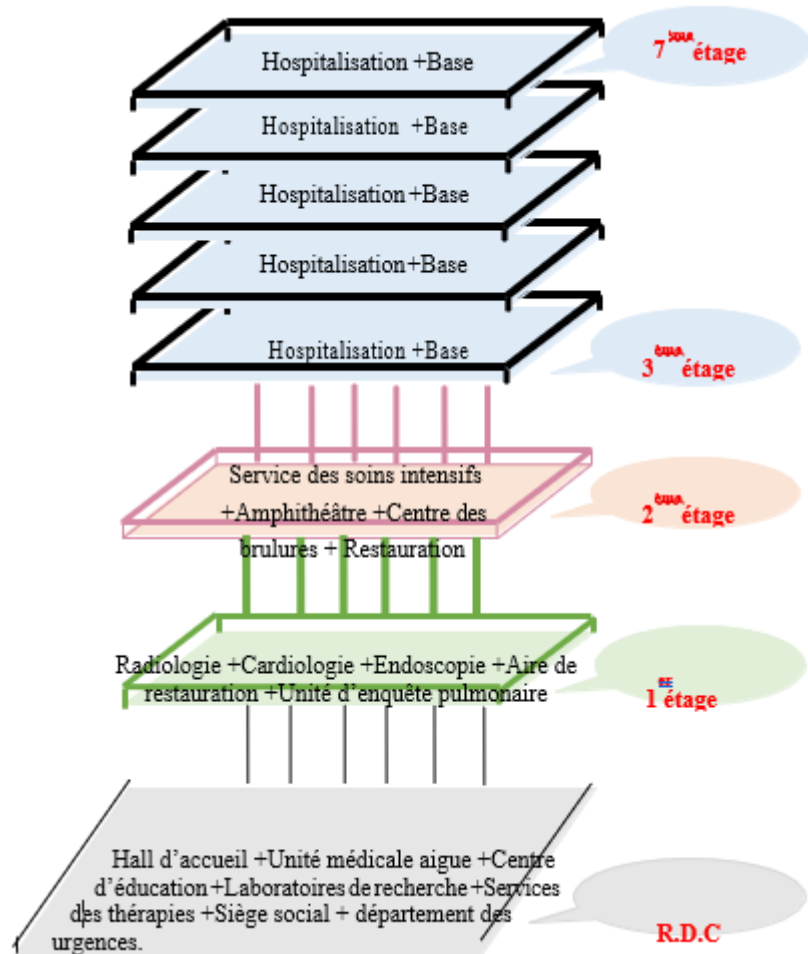 Hospitalisation +Base
7ème étage
Hospitalisation +Base
Hospitalisation +Base
Hospitalisation+Base
Hospitalisation +Base
3ème étage
Service des soins intensifs
+Amphithéâtre +Centre des
brulures + Restauration
2ème étage
Radiologie +Cardiologie +Endoscopie +Aire de
restauration +Unité d’enquête pulmonaire
1 étage
Hall d’accueil +Unité médicale aigue +Centre
d’éducation +Laboratoires de recherche +Services
des thérapies +Siège social + département des
urgences.
R.D.C